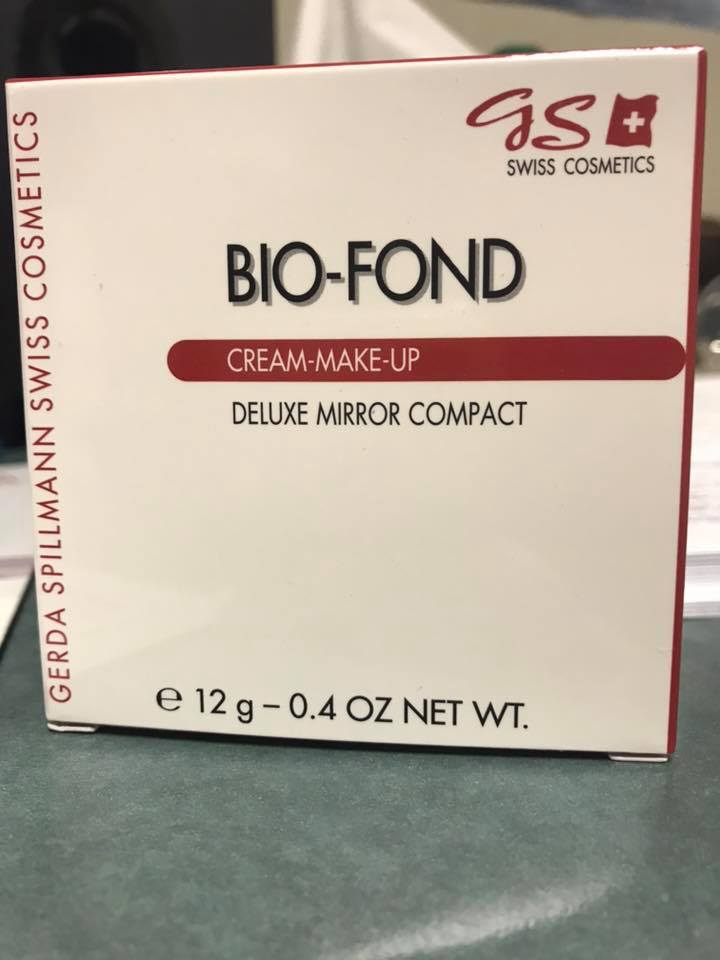 GS
SWISS COSMETICS
BIO-FOND
CREAM-MAKE-UP
DELUXE MIRROR COMPACT
℮ 12 g – 0.4 OZ NET WT.
GERDA SPILLMANN SWISS COSMETICS